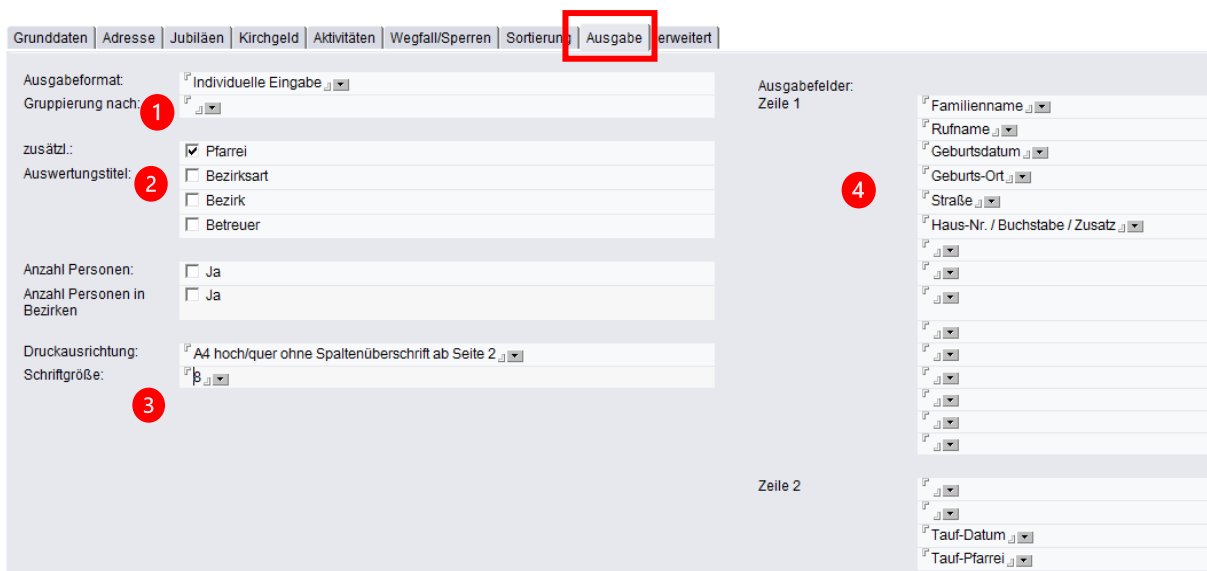 Grunddaten Adresse Jubiläen Kirchgeld Aktivitäten Wegfall/Sperren Sortierung Ausgabe erweitert
Ausgabeformat: Individuelle Eingabe
Gruppierung nach:
1
zusätzl.: Pfarrei
Auswertungstitel: Bezirksart
2
Bezirk
Betreuer
Anzahl Personen: Ja
Anzahl Personen in Ja
Bezirken
Druckausrichtung: A4 hoch/quer ohne Spaltenüberschrift ab Seite 2
Schriftgröße: 8
3
Ausgabefelder:
Zeile 1 Familienname
Rufname
Geburtsdatum
Geburts-Ort
4
Straße
Haus-Nr. / Buchstabe / Zusatz
Zeile 2
Tauf-Datum
Tauf-Pfarrei